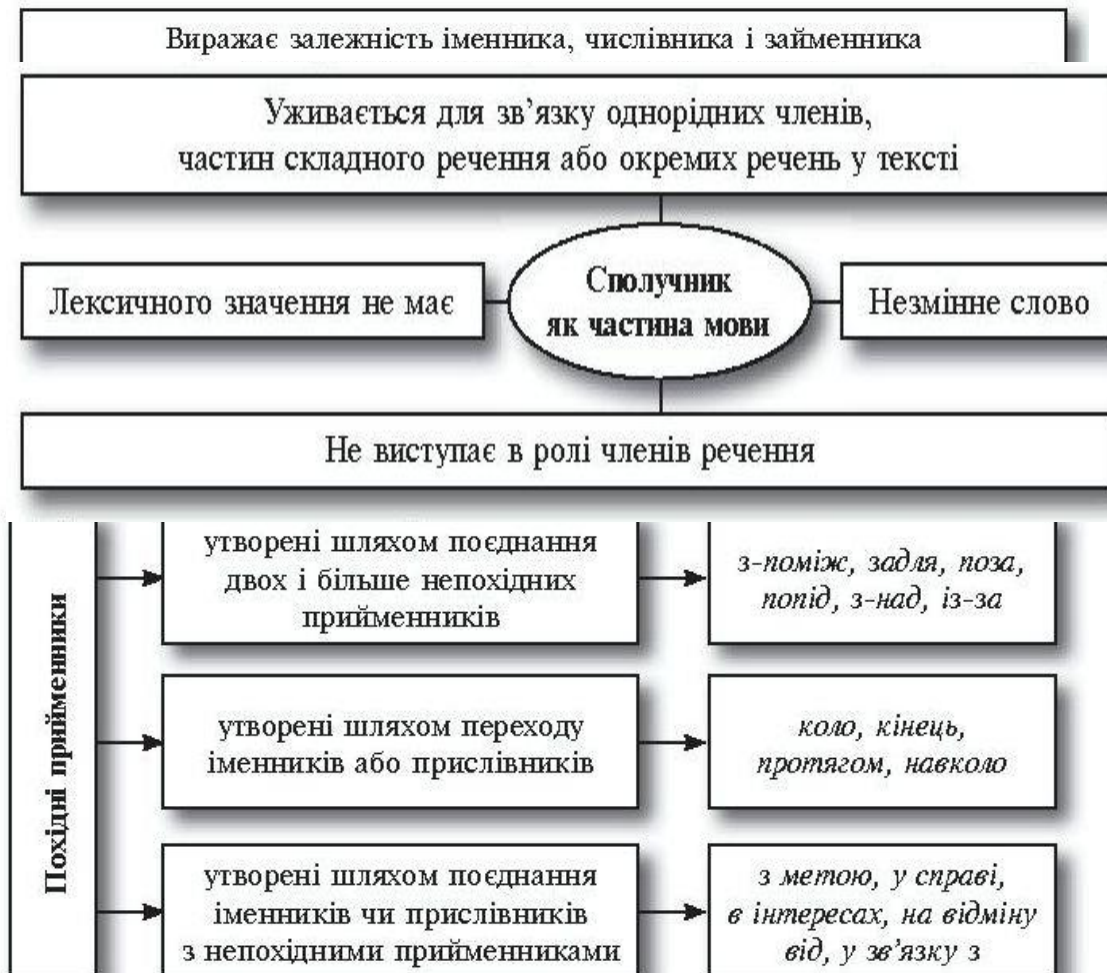 Виражає залежність іменника, числівника і займенника
Уживається для зв’язку однорідних членів,
частин складного речення або окремих речень у тексті
Лексичного значення не має
Сполучник
як частина мови
Незмінне слово
Не виступає в ролі членів речення
Похідні прийменники
утворені шляхом поєднання
двох і більше непохідних
прийменників
з-поміж, задля, поза,
попід, з-над, із-за
утворені шляхом переходу
іменників або прислівників
коло, кінець,
протягом, навколо
утворені шляхом поєднання
іменників чи прислівників
з непохідними прийменниками
з метою, у справі,
в інтересах, на відміну
від, у зв’язку з